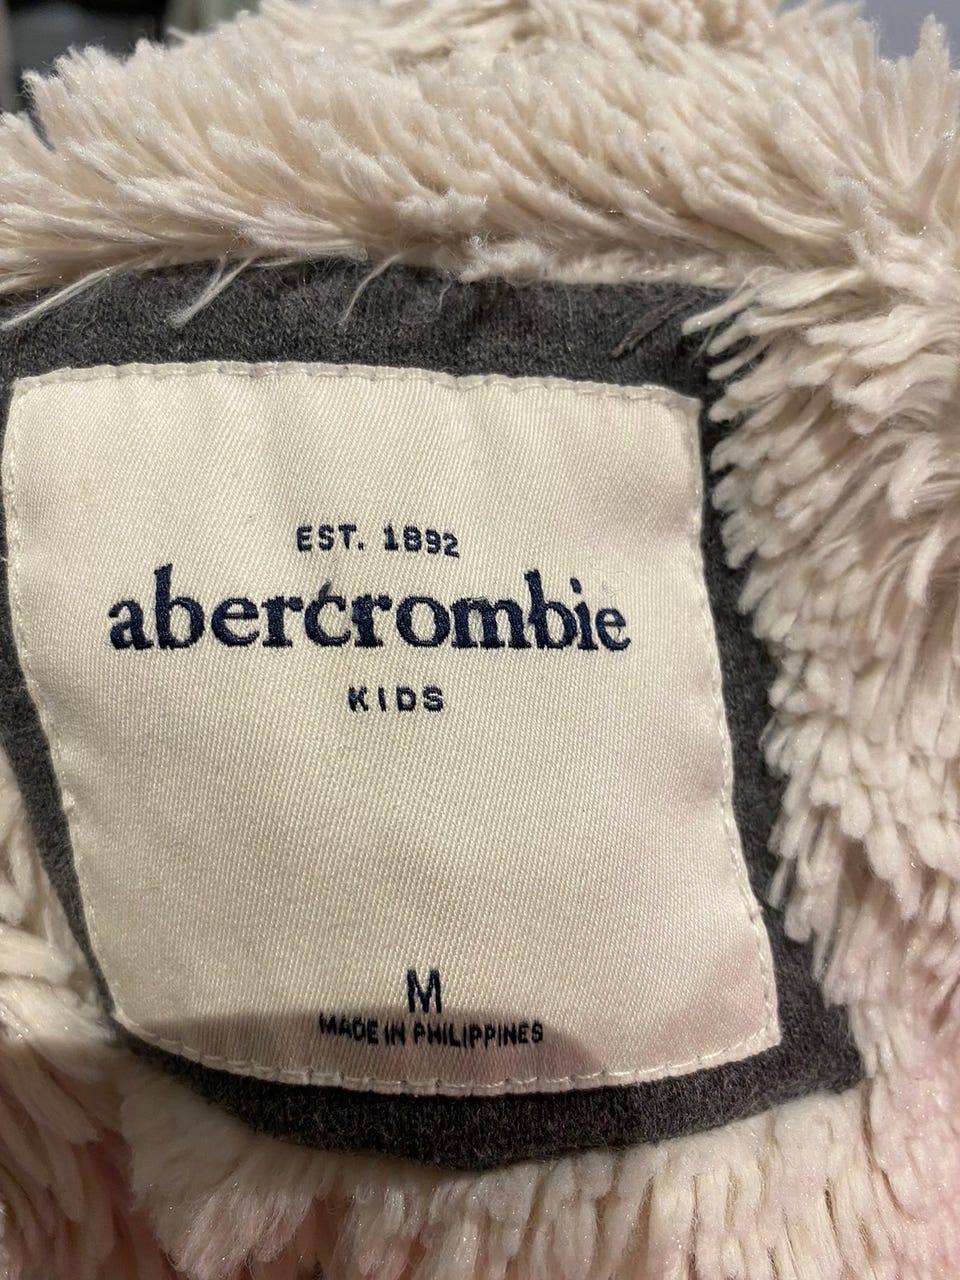 EST. 1892
abercrombie
KIDS
M
MADE IN PHILIPPINES